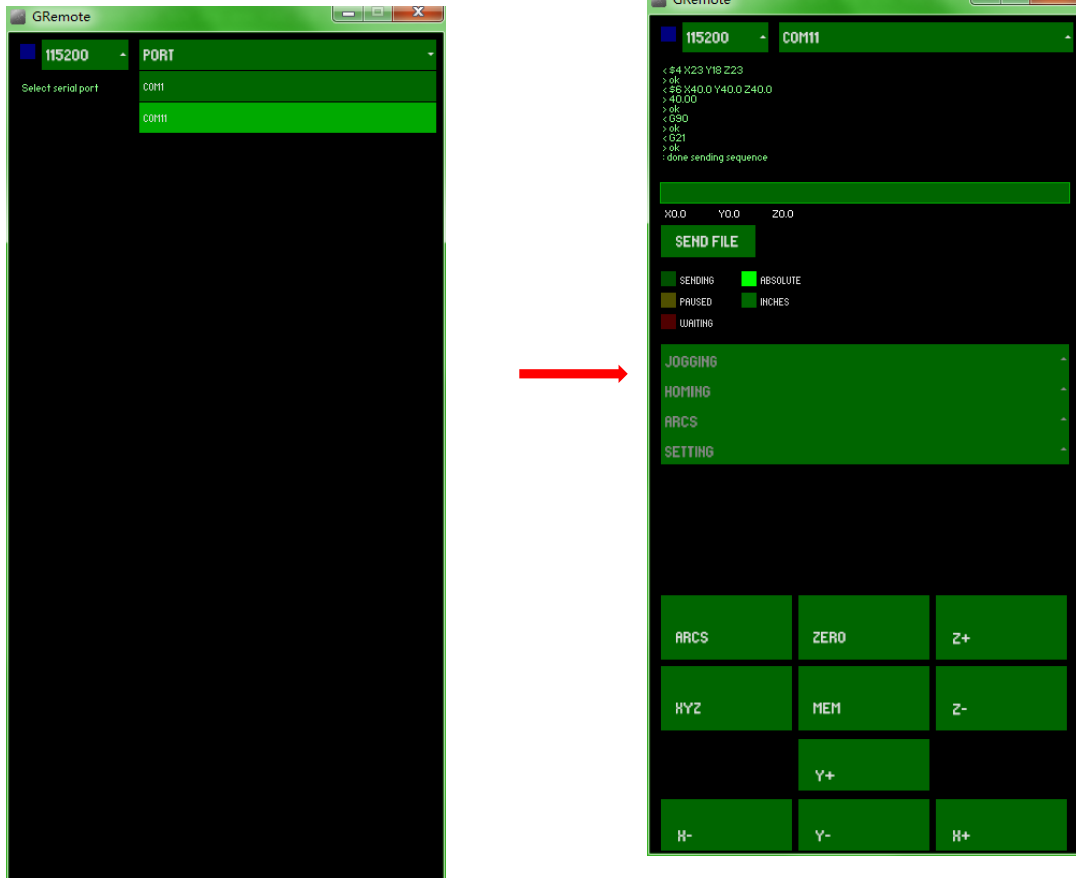 GRemote
115200
PORT
Select serial port
COM1
COM11
GRemote
115200
COM11
< $4 X23 Y18 Z23
> ok
< $6 X40.0 Y40.0 Z40.0
> 40.00
> ok
< G90
> ok
< G21
> ok
: done sending sequence
X0.0 Y0.0 Z0.0
SEND FILE
SENDING ABSOLUTE
PAUSED INCHES
WAITING
JOGGING
HOMING
ARCS
SETTING
ARCS ZERO Z+
XYZ MEM Z-
Y+
X- Y- X+